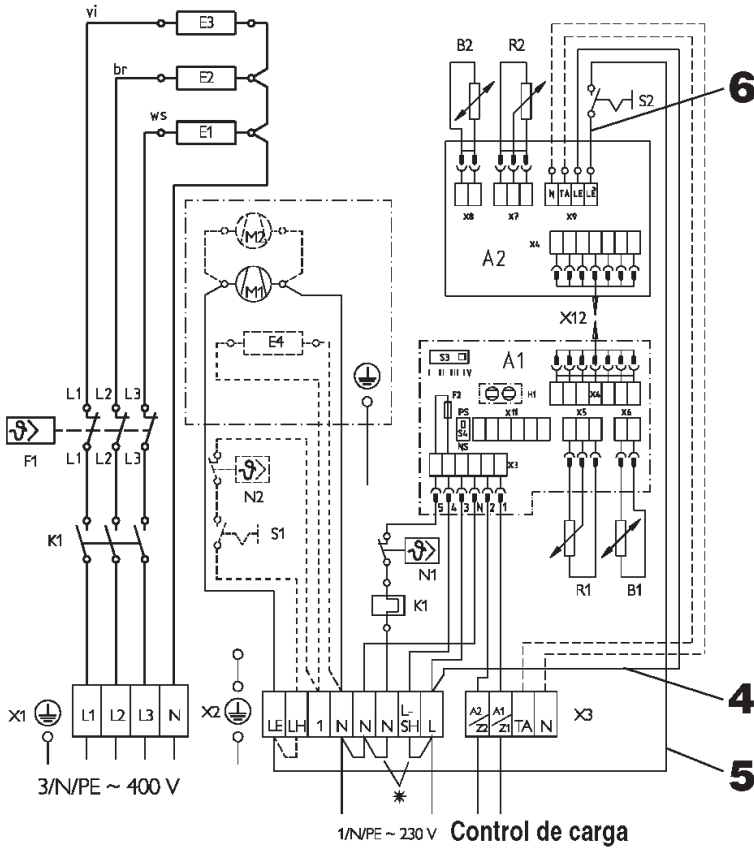 vi
E3
br
E2
ws
E1
B2
R2
S2
6
N TA LE LE
X8
X7
X9
X4
A2
M2
M1
E4
X12
S3
A1
I II III IV
F2
H1
PS
S4
NS
X11
X4
X5
X6
X3
5 4 3 N 2 1
L1 L2 L3
F1
L1 L2 L3
N2
S1
K1
N1
K1
R1
B1
X1
L1 L2 L3 N
X2
LE LH 1 N N N L-SH L
A2/Z2 A1/Z1 TA N
X3
4
5
3/N/PE ~ 400 V
*
1/N/PE ~ 230 V Control de carga